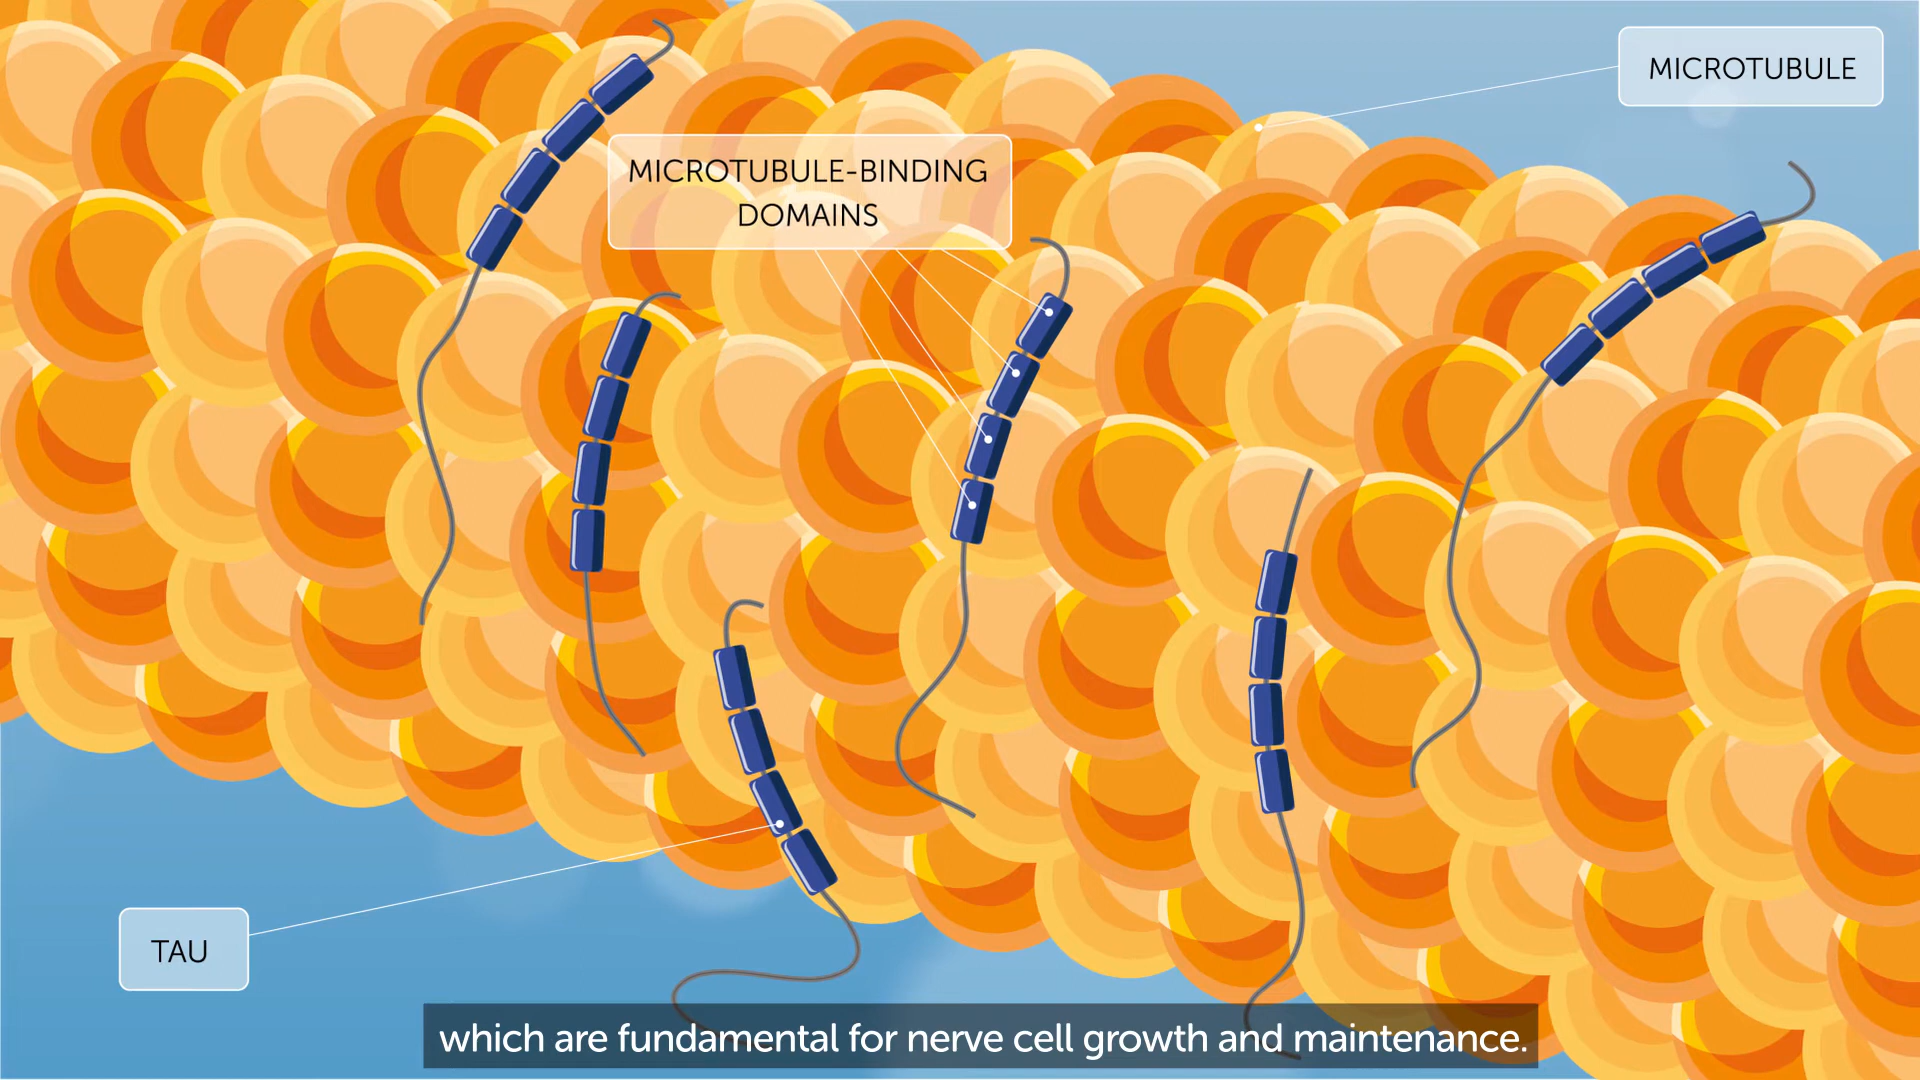 MICROTUBULE
MICROTUBULE-BINDING
DOMAINS
TAU
which are fundamental for nerve cell growth and maintenance.